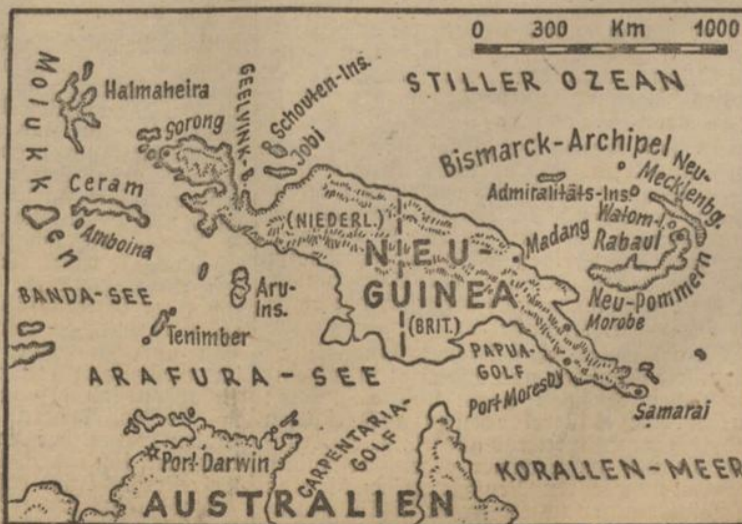 0 300 Km 1000
STILLER OZEAN
Molukken
Halmaheira
Sorong
GEELVINK-B.
Schouten-Ins.
Jobi
Bismarck-Archipel
Neu-
Mecklenbg.
Admiralitäts-Ins.
Watom-I.
Rabaul
Neu-Pommern
Ceram
Amboina
(NIEDERL.)
NEU-
GUINEA
(BRIT.)
Madang
Morobe
BANDA-SEE
Aru-
Ins.
Tenimber
ARAFURA-SEE
PAPUA-
GOLF
Port Moresby
Samarai
Port Darwin
CARPENTARIA-
GOLF
KORALLEN-MEER
AUSTRALIEN